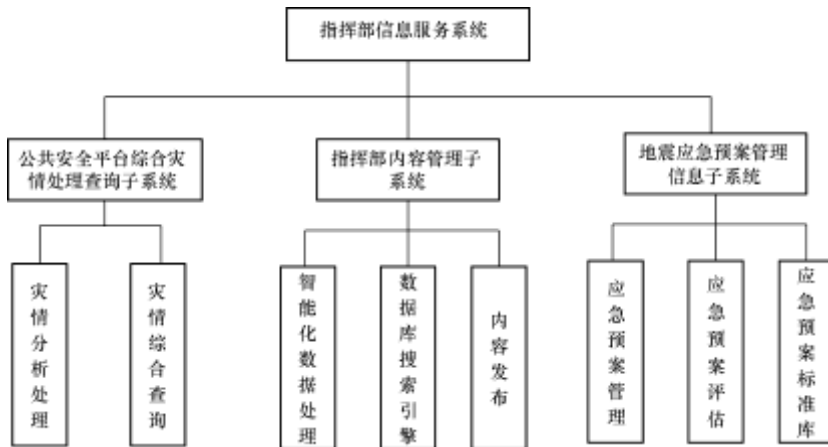 指挥部信息服务系统
公共安全平台综合灾
情处理查询子系统
指挥部内容管理子
系统
地震应急预案管理
信息子系统
灾情分析处理
灾情综合查询
智能化数据处理
数据库搜索引擎
内容发布
应急预案管理
应急预案评估
应急预案标准库